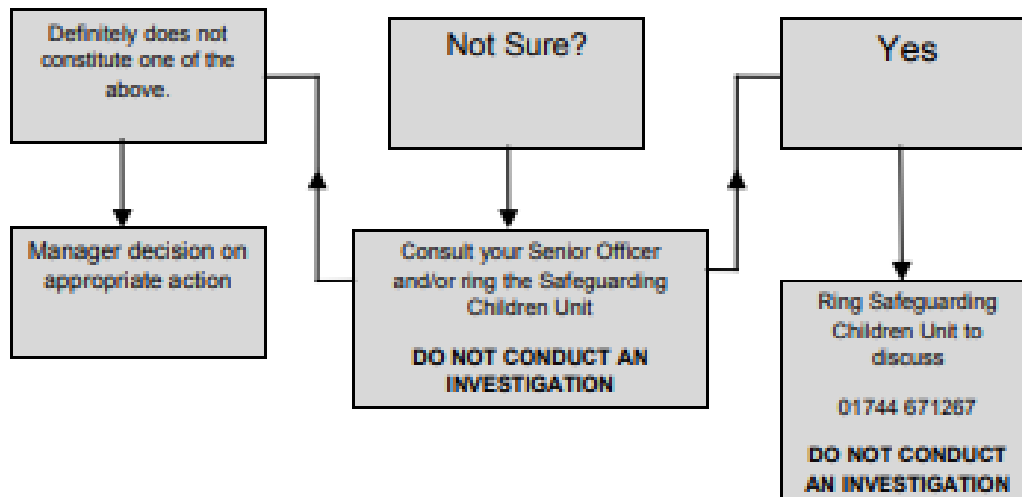 Definitely does not
constitute one of the
above.
Not Sure?
Yes
Manager decision on
appropriate action
Consult your Senior Officer
and/or ring the Safeguarding
Children Unit
DO NOT CONDUCT AN
INVESTIGATION
Ring Safeguarding
Children Unit to
discuss
01744 671267
DO NOT CONDUCT
AN INVESTIGATION